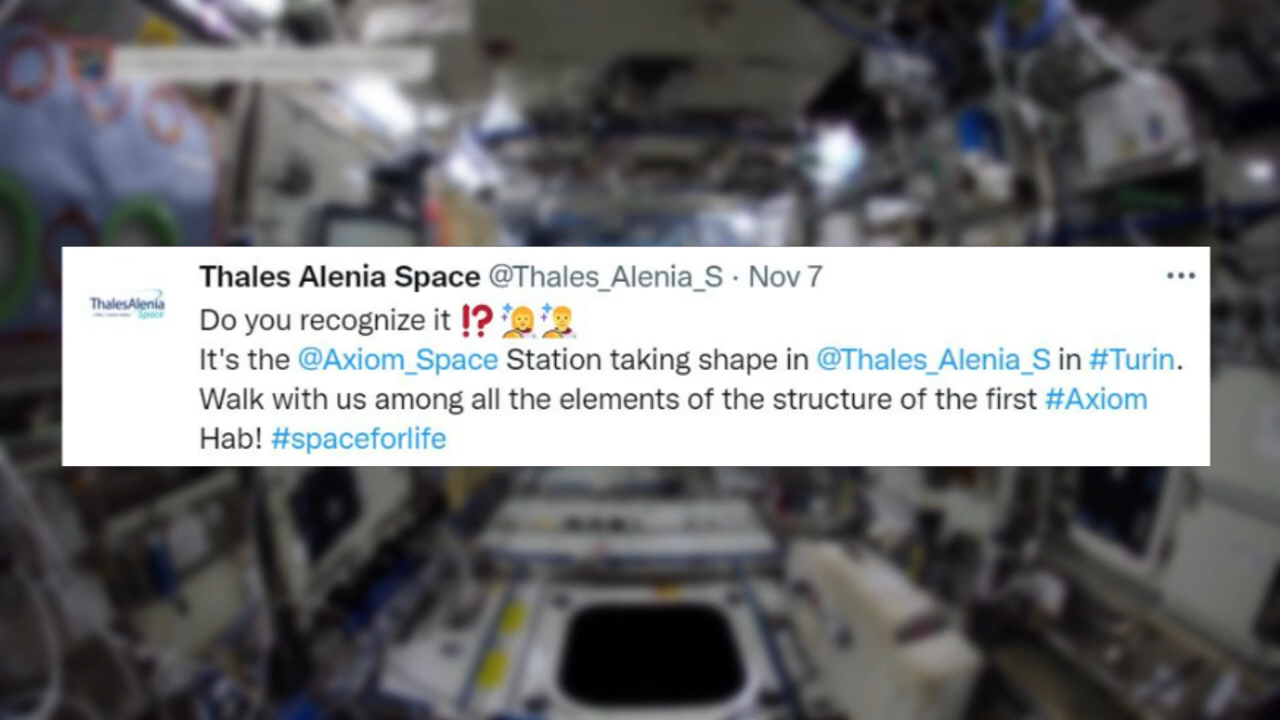 Thales Alenia Space @Thales_Alenia_S · Nov 7
ThalesAlenia
Space
Do you recognize it ⁉️ 👩‍🚀👨‍🚀
It's the @Axiom_Space Station taking shape in @Thales_Alenia_S in #Turin.
Walk with us among all the elements of the structure of the first #Axiom
Hab! #spaceforlife